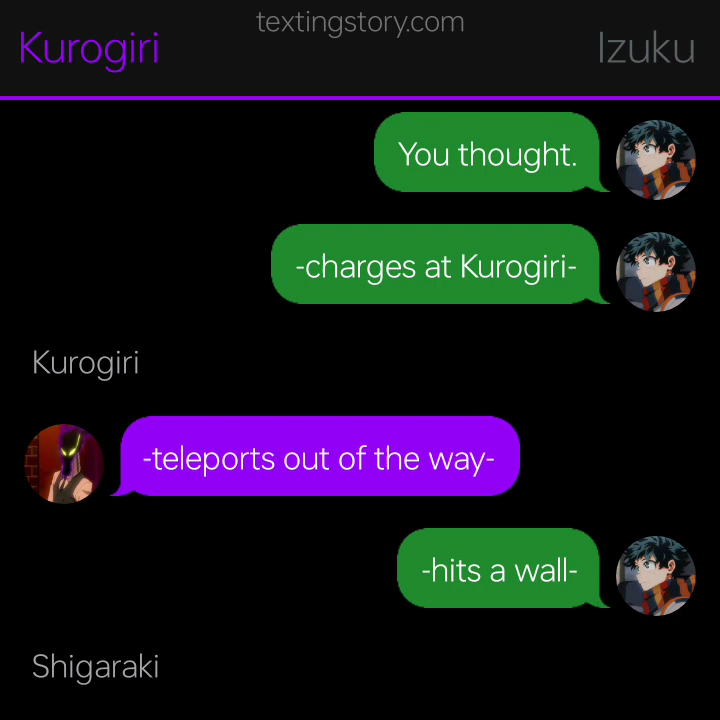 textingstory.com
Kurogiri
Izuku
You thought.
-charges at Kurogiri-
Kurogiri
-teleports out of the way-
-hits a wall-
Shigaraki